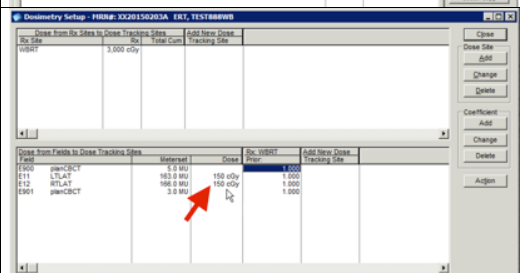 Dosimetry Setup - MRN#: XX20150203A ERT, TEST888WB
Dose from Rx Sites to Dose Tracking Sites Add New Dose
Rx Site Rx Total Cum Tracking Site
WBRT 3,000 cGy
Close
Dose Site
Add
Change
Delete
Coefficient
Add
Change
Delete
Action
Dose from Fields to Dose Tracking Sites Rx: WBRT Add New Dose
Field Meterset Dose Prior: Tracking Site
E900 planCBCT 5.0 MU 1.000
E11 LTLAT 163.0 MU 150 cGy 1.000
E12 RTLAT 166.0 MU 150 cGy 1.000
E901 planCBCT 3.0 MU 1.000